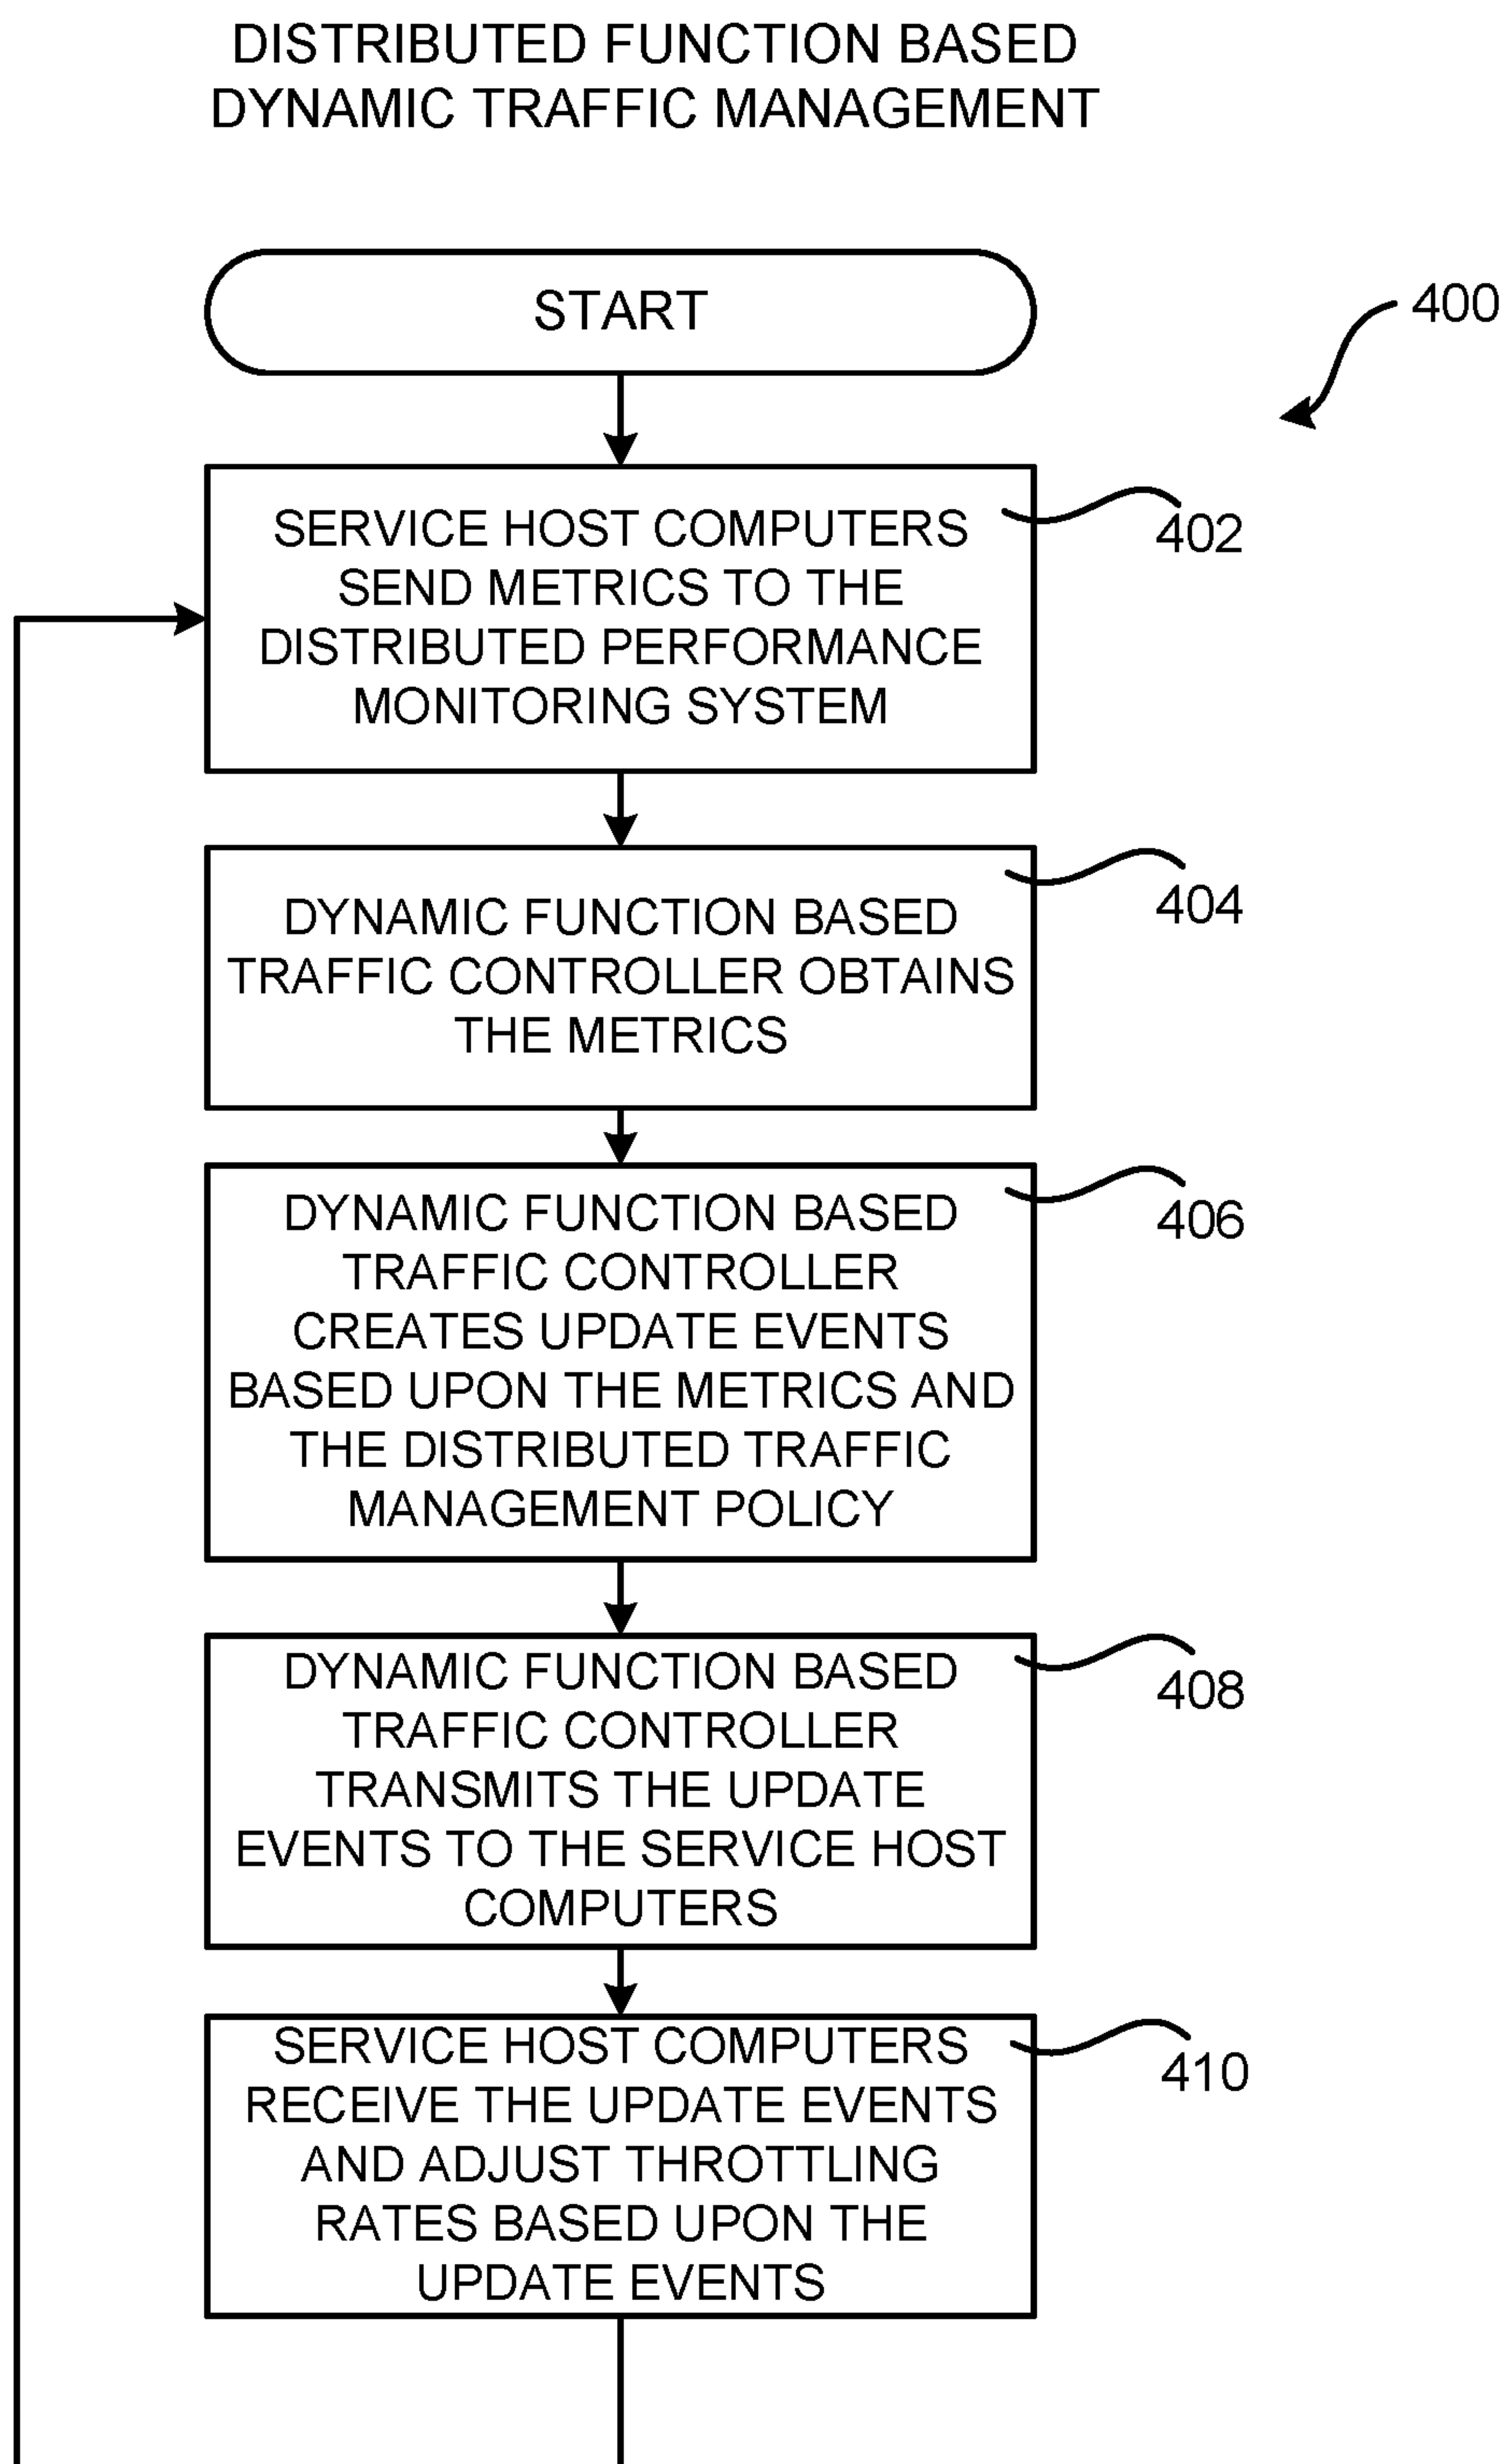 DISTRIBUTED FUNCTION BASED
DYNAMIC TRAFFIC MANAGEMENT
START
400
SERVICE HOST COMPUTERS
SEND METRICS TO THE
DISTRIBUTED PERFORMANCE
MONITORING SYSTEM
402
DYNAMIC FUNCTION BASED
TRAFFIC CONTROLLER OBTAINS
THE METRICS
404
DYNAMIC FUNCTION BASED
TRAFFIC CONTROLLER
CREATES UPDATE EVENTS
BASED UPON THE METRICS AND
THE DISTRIBUTED TRAFFIC
MANAGEMENT POLICY
406
DYNAMIC FUNCTION BASED
TRAFFIC CONTROLLER
TRANSMITS THE UPDATE
EVENTS TO THE SERVICE HOST
COMPUTERS
408
SERVICE HOST COMPUTERS
RECEIVE THE UPDATE EVENTS
AND ADJUST THROTTLING
RATES BASED UPON THE
UPDATE EVENTS
410